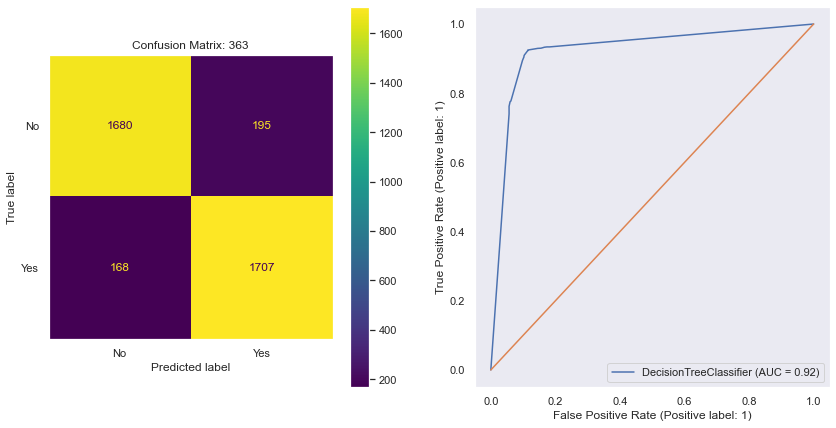 Confusion Matrix: 363
True label
No
Yes
1680
195
168
1707
No
Yes
Predicted label
1600
1400
1200
1000
800
600
400
200
True Positive Rate (Positive label: 1)
1.0
0.8
0.6
0.4
0.2
0.0
DecisionTreeClassifier (AUC = 0.92)
0.0
0.2
0.4
0.6
0.8
1.0
False Positive Rate (Positive label: 1)